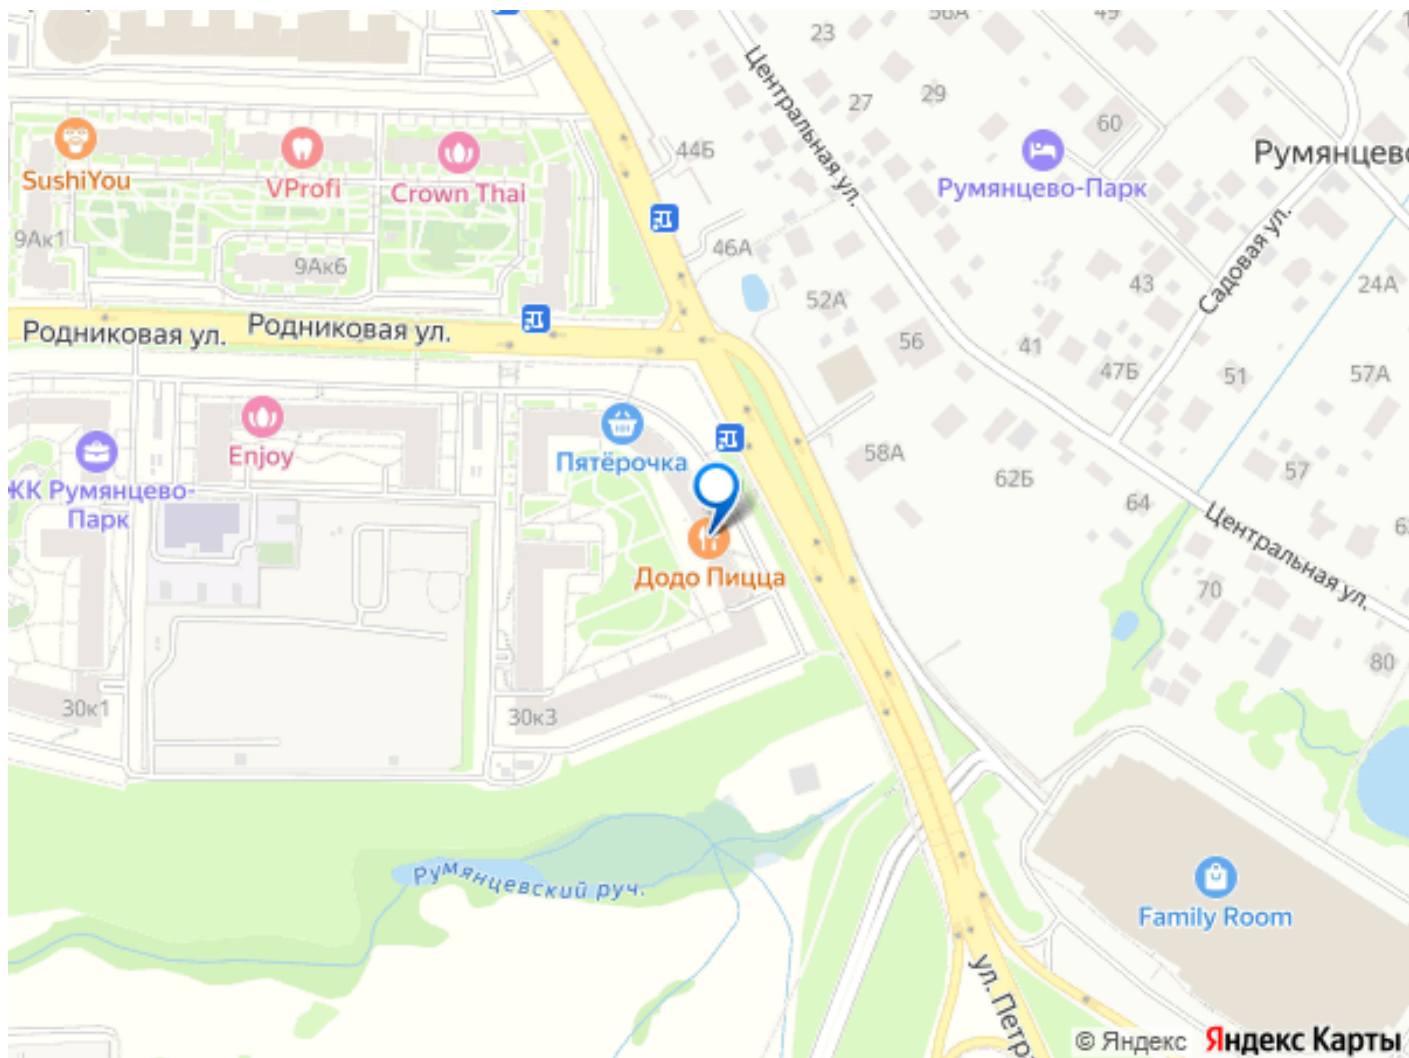 23
29
27
60
Центральная ул.
44Б
Румянцево-Парк
SushiYou
VProfi
Crown Thai
46А
9Ак1
9Ак6
Садовая ул.
43
24А
52А
Родниковая ул.
Родниковая ул.
56
41
47Б
51
57А
Enjoy
Пятёрочка
58А
62Б
57
64
ЖК Румянцево-
Парк
Центральная ул.
Додо Пицца
70
80
30к1
30к3
Румянцевский руч.
Family Room
© Яндекс
Яндекс Карты